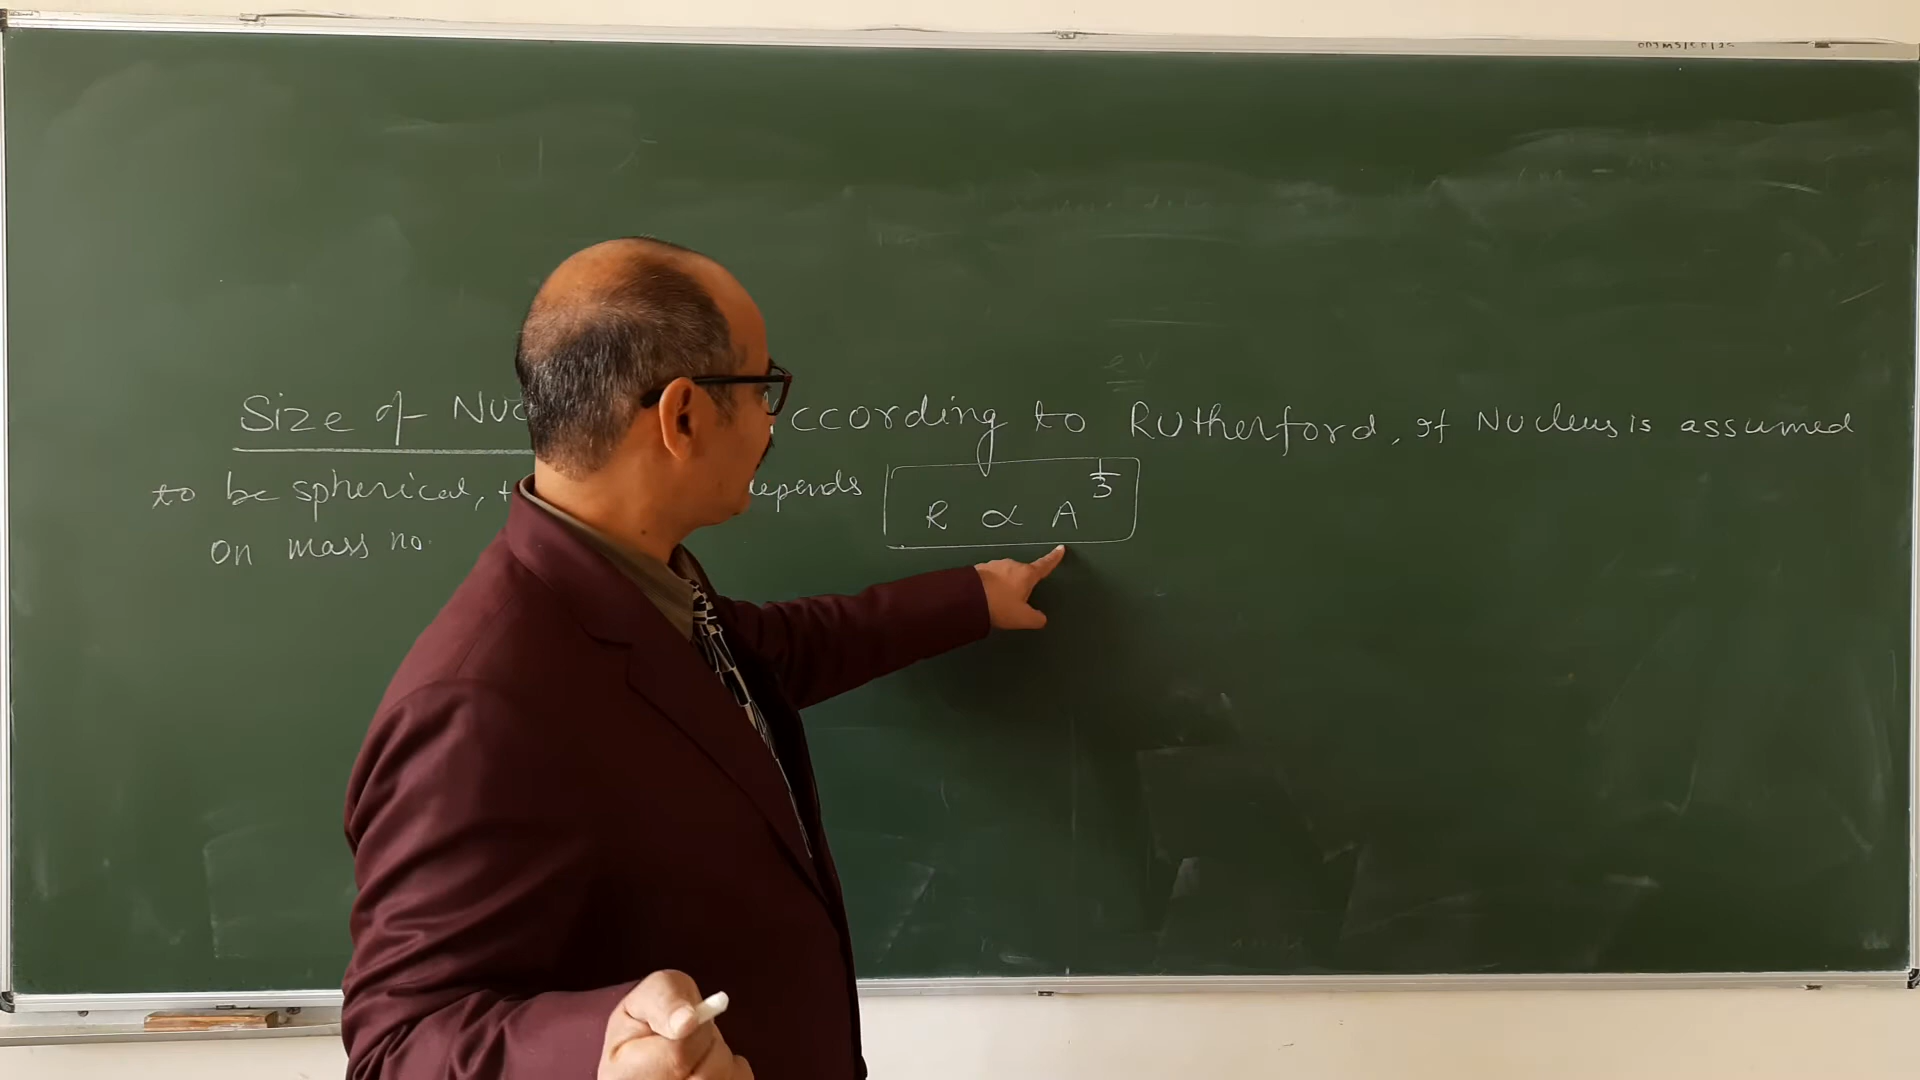 Size of Nuc ccording to Rutherford, if Nucleus is assumed
to be spherical, t epends
R ∝ A^1/3
on mass no.